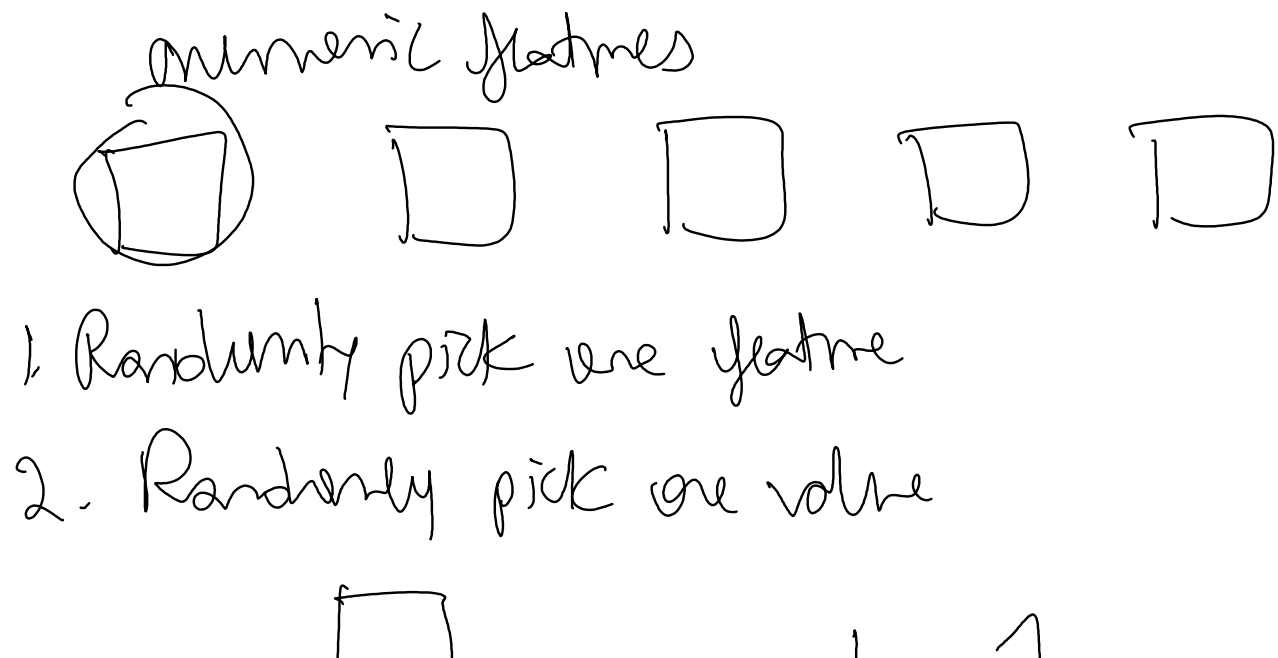 numeric features
1. Randomly pick one feature
2. Randomly pick one value